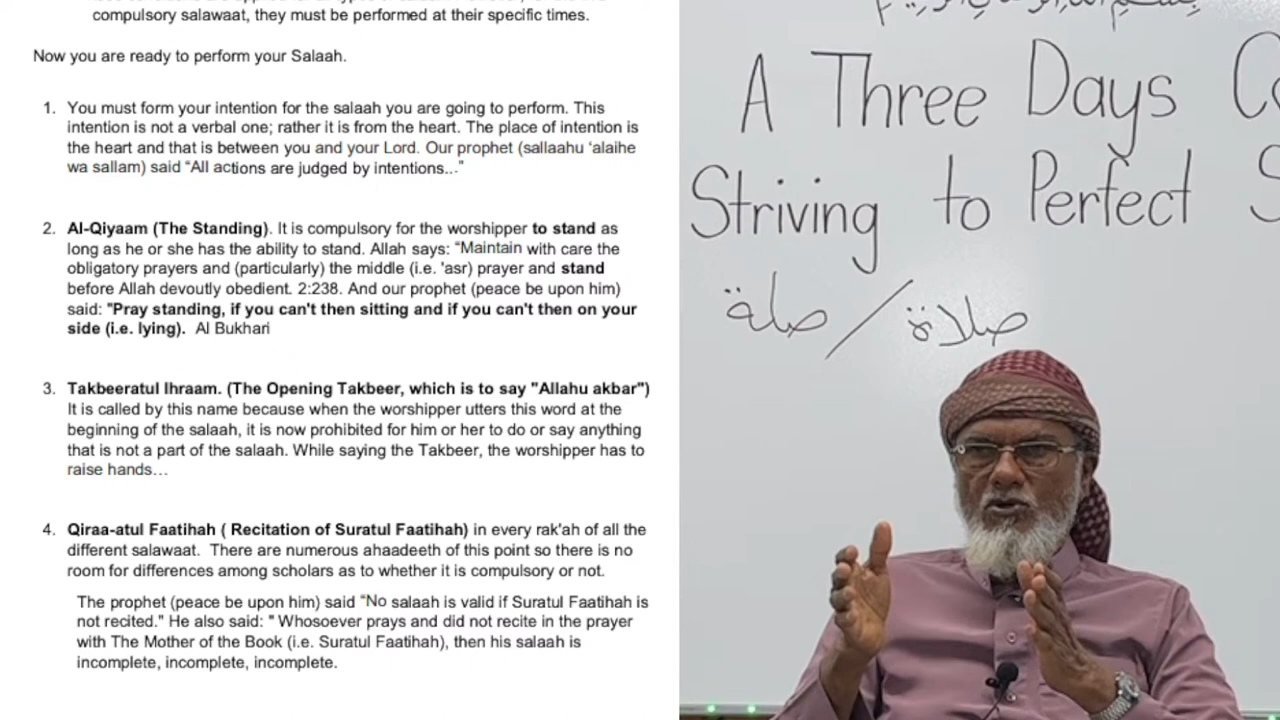 compulsory salawaat, they must be performed at their specific times.
Now you are ready to perform your Salaah.
1. You must form your intention for the salaah you are going to perform. This
intention is not a verbal one; rather it is from the heart. The place of intention is
the heart and that is between you and your Lord. Our prophet (sallaahu ‘alaihe
wa sallam) said “All actions are judged by intentions...”
2. Al-Qiyaam (The Standing). It is compulsory for the worshipper to stand as
long as he or she has the ability to stand. Allah says: “Maintain with care the
obligatory prayers and (particularly) the middle (i.e. 'asr) prayer and stand
before Allah devoutly obedient. 2:238. And our prophet (peace be upon him)
said: "Pray standing, if you can't then sitting and if you can't then on your
side (i.e. lying). Al Bukhari
3. Takbeeratul Ihraam. (The Opening Takbeer, which is to say "Allahu akbar")
It is called by this name because when the worshipper utters this word at the
beginning of the salaah, it is now prohibited for him or her to do or say anything
that is not a part of the salaah. While saying the Takbeer, the worshipper has to
raise hands…
4. Qiraa-atul Faatihah ( Recitation of Suratul Faatihah) in every rak'ah of all the
different salawaat. There are numerous ahaadeeth of this point so there is no
room for differences among scholars as to whether it is compulsory or not.
The prophet (peace be upon him) said “No salaah is valid if Suratul Faatihah is
not recited." He also said: " Whosoever prays and did not recite in the prayer
with The Mother of the Book (i.e. Suratul Faatihah), then his salaah is
incomplete, incomplete, incomplete.
A Three Days
Striving to Perfect
صلاة / صلة